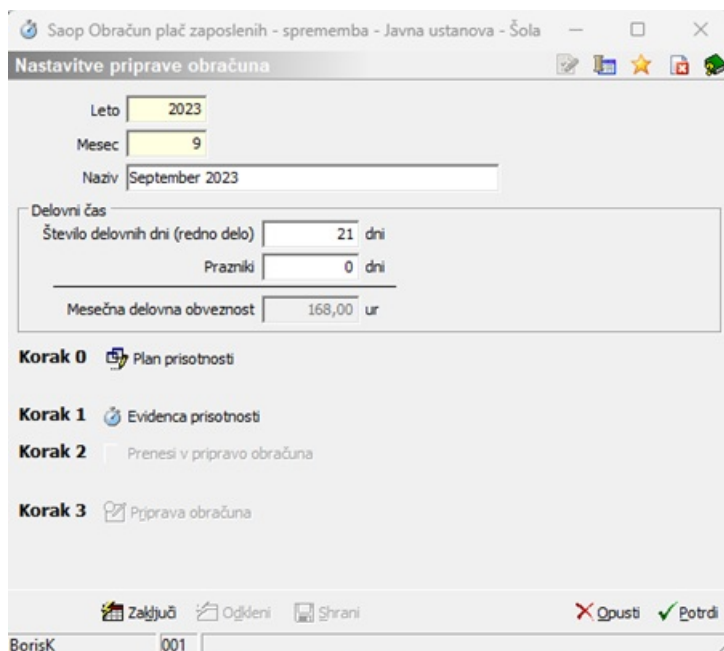 Saop Obračun plač zaposlenih - sprememba - Javna ustanova - Šola
Nastavitve priprave obračuna
Leto 2023
Mesec 9
Naziv September 2023
Delovni čas
Število delovnih dni (redno delo) 21 dni
Prazniki 0 dni
Mesečna delovna obveznost 168,00 ur
Korak 0 Plan prisotnosti
Korak 1 Evidenca prisotnosti
Korak 2 Prenesi v pripravo obračuna
Korak 3 Priprava obračuna
Zaključi Odkleni Shrani Opusti Potrdi
BorisK 001